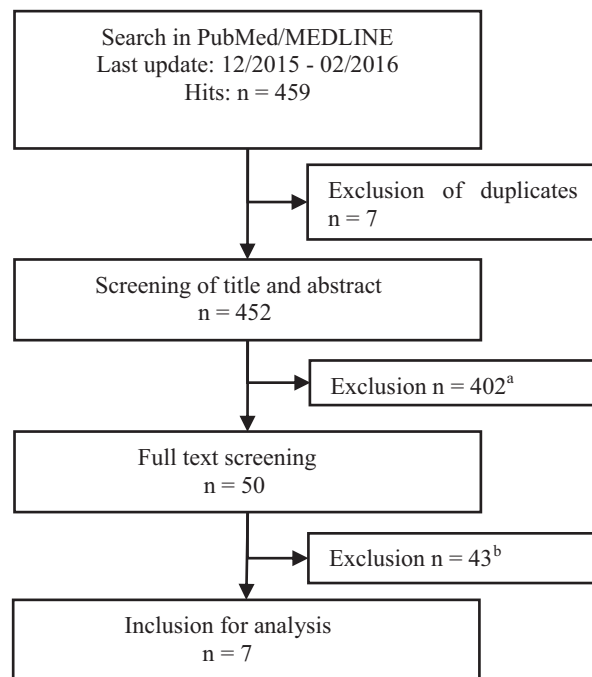 Search in PubMed/MEDLINE
Last update: 12/2015 - 02/2016
Hits: n = 459
Exclusion of duplicates
n = 7
Screening of title and abstract
n = 452
Exclusion n = 402ᵃ
Full text screening
n = 50
Exclusion n = 43ᵇ
Inclusion for analysis
n = 7